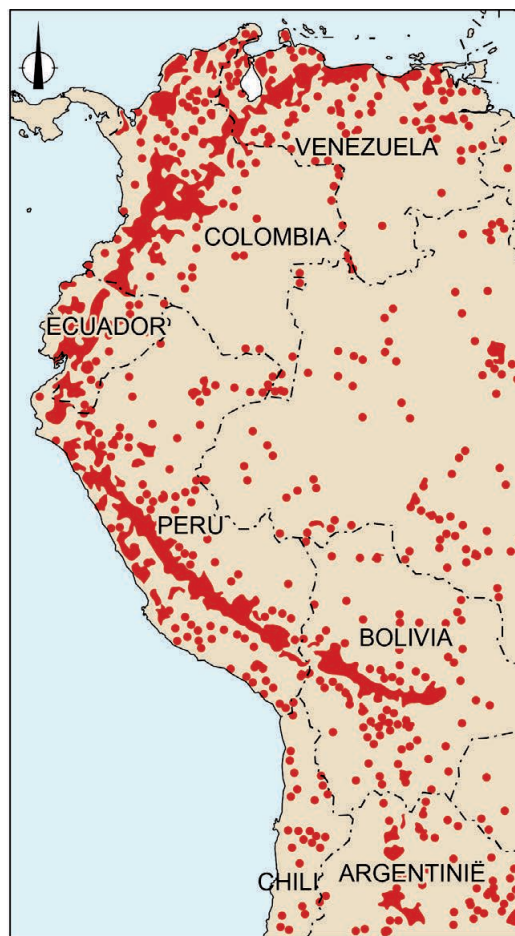 VENEZUELA
COLOMBIA
ECUADOR
PERU
BOLIVIA
CHILI
ARGENTINIË